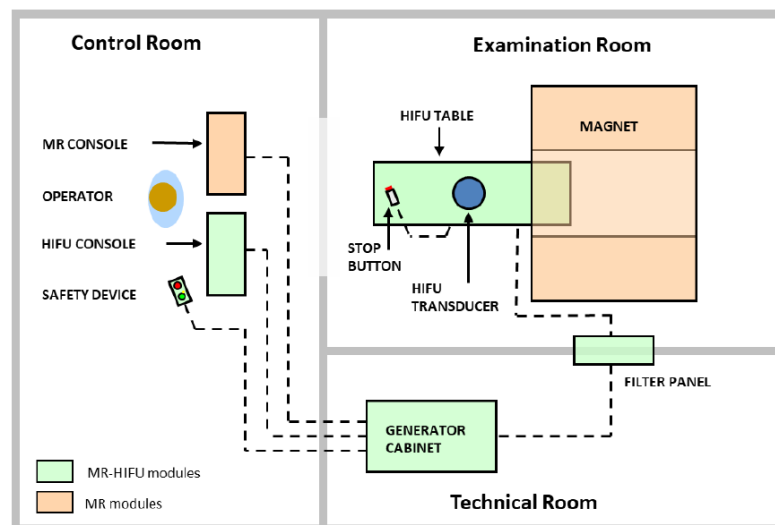 Control Room
Examination Room
MR CONSOLE
OPERATOR
HIFU CONSOLE
SAFETY DEVICE
HIFU TABLE
MAGNET
STOP
BUTTON
HIFU
TRANSDUCER
FILTER PANEL
GENERATOR
CABINET
Technical Room
MR-HIFU modules
MR modules